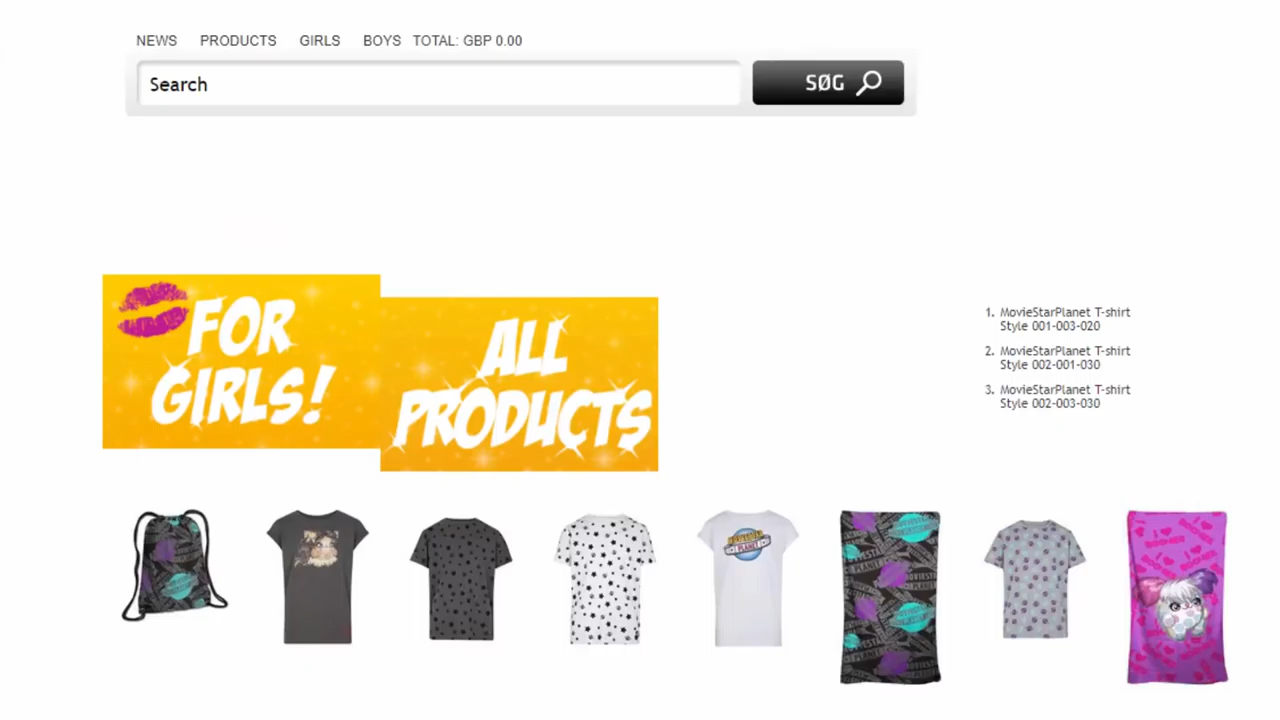 NEWS PRODUCTS GIRLS BOYS TOTAL: GBP 0.00
Search
SØG
FOR
GIRLS!
ALL
PRODUCTS
1. MovieStarPlanet T-shirt
Style 001-003-020
2. MovieStarPlanet T-shirt
Style 002-001-030
3. MovieStarPlanet T-shirt
Style 002-003-030
PLANET